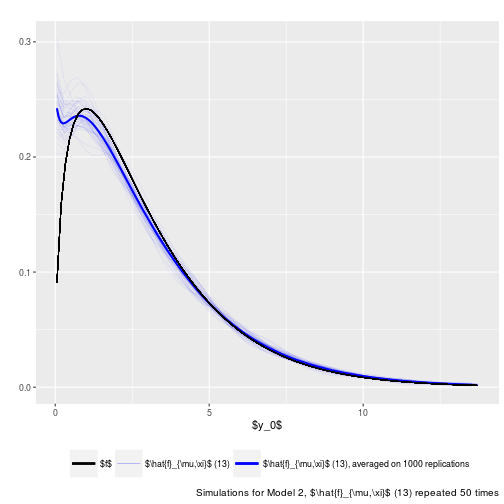 0.3
0.2
0.1
0.0
0
5
10
$y_0$
$f$ $\hat{f}_{\mu,\xi}$ (13) $\hat{f}_{\mu,\xi}$ (13), averaged on 1000 replications
Simulations for Model 2, $\hat{f}_{\mu,\xi}$ (13) repeated 50 times